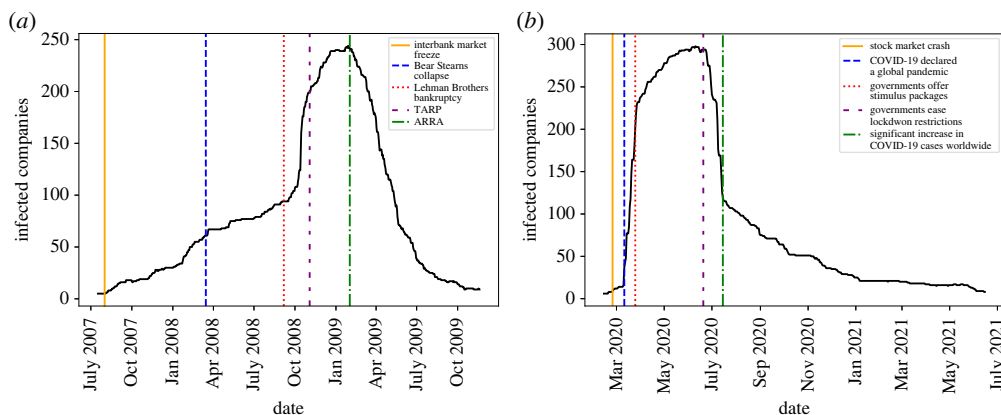 (a)
250
200
150
100
50
0
infected companies
interbank market
freeze
Bear Stearns
collapse
Lehman Brothers
bankruptcy
TARP
ARRA
July 2007
Oct 2007
Jan 2008
Apr 2008
July 2008
Oct 2008
Jan 2009
Apr 2009
July 2009
Oct 2009
date
(b)
300
250
200
150
100
50
0
infected companies
stock market crash
COVID-19 declared
a global pandemic
governments offer
stimulus packages
governments ease
lockdwon restrictions
significant increase in
COVID-19 cases worldwide
Mar 2020
May 2020
July 2020
Sep 2020
Nov 2020
Jan 2021
Mar 2021
May 2021
July 2021
date